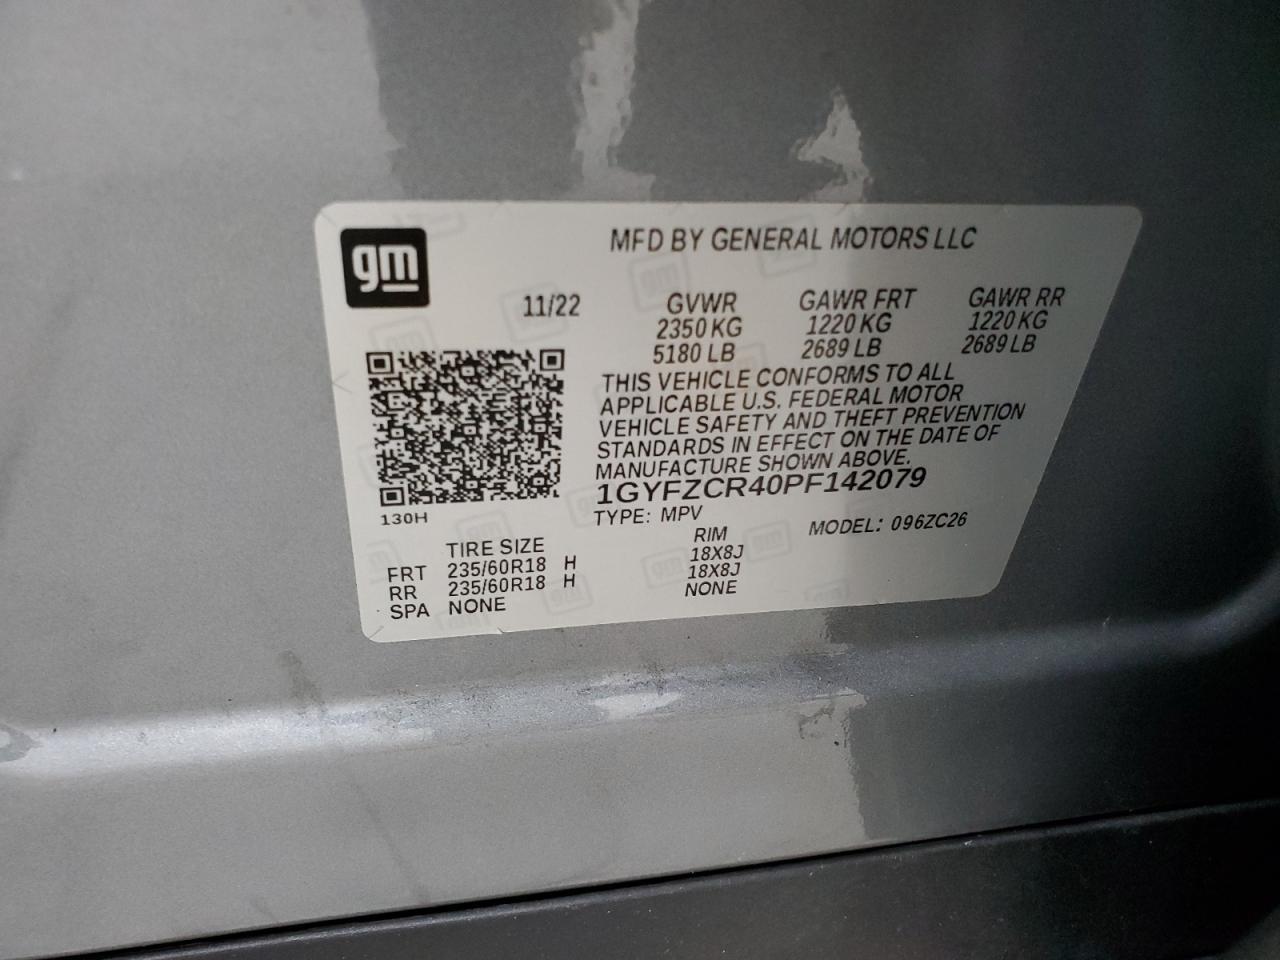 gm
MFD BY GENERAL MOTORS LLC
11/22 GVWR GAWR FRT GAWR RR
2350 KG 1220 KG 1220 KG
5180 LB 2689 LB 2689 LB
THIS VEHICLE CONFORMS TO ALL
APPLICABLE U.S. FEDERAL MOTOR
VEHICLE SAFETY AND THEFT PREVENTION
STANDARDS IN EFFECT ON THE DATE OF
MANUFACTURE SHOWN ABOVE.
1GYFZCR40PF142079
130H
TYPE: MPV MODEL: 096ZC26
TIRE SIZE RIM
FRT 235/60R18 H 18X8J
RR 235/60R18 H 18X8J
SPA NONE NONE